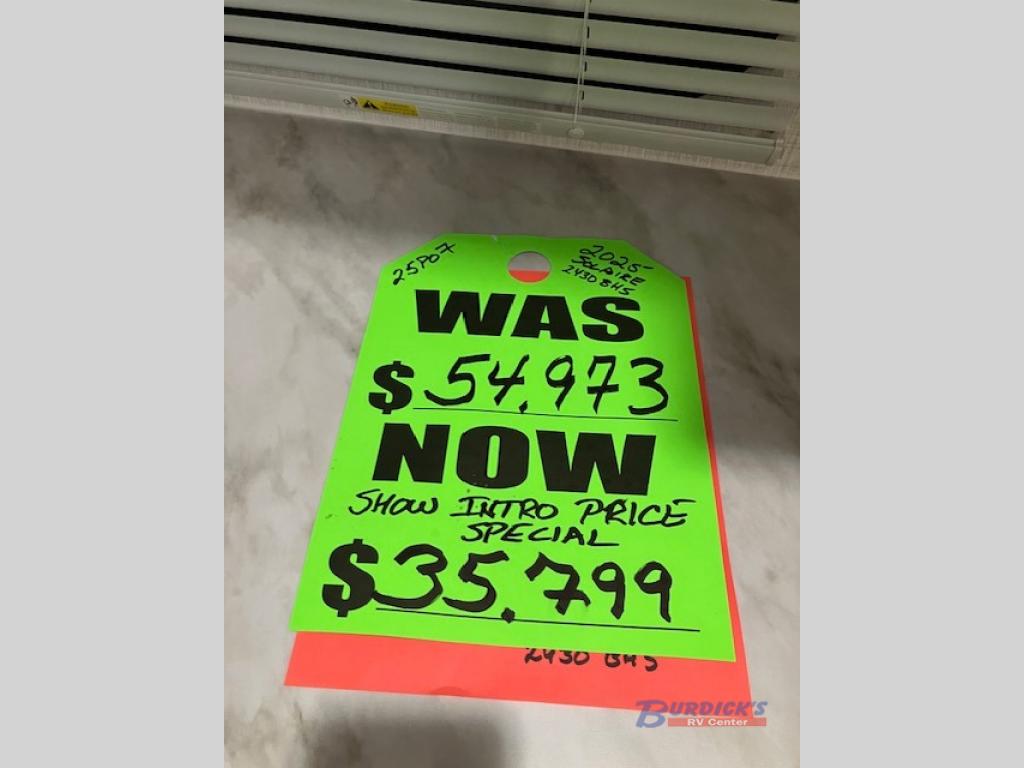 25P07
2025
SOLAIRE
2430 BHS
WAS
$ 54,973
NOW
SHOW INTRO PRICE
SPECIAL
$35,799
2430 BHS
BURDICK'S
RV Center